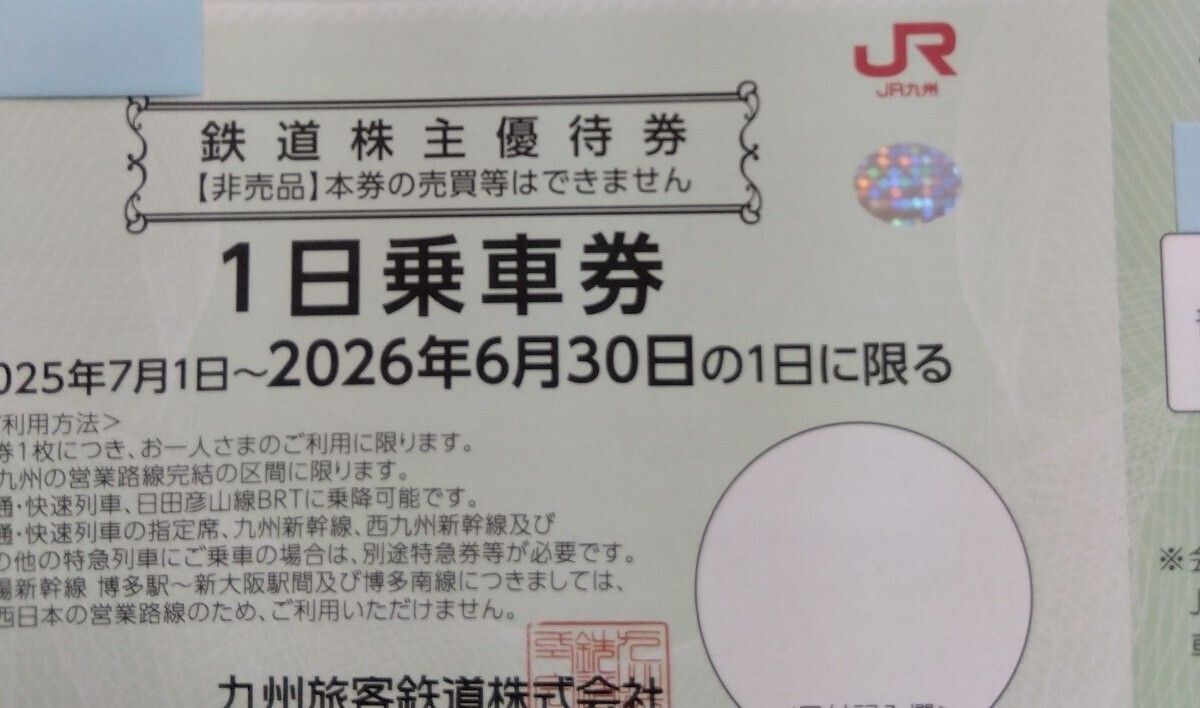 JR
JR九州
鉄道株主優待券
【非売品】本券の売買等はできません
1日乗車券
025年7月1日～2026年6月30日の1日に限る
利用方法＞
券1枚につき、お一人さまのご利用に限ります。
九州の営業路線完結の区間に限ります。
通・快速列車、日田彦山線BRTに乗降可能です。
通・快速列車の指定席、九州新幹線、西九州新幹線及び
の他の特急列車にご乗車の場合は、別途特急券等が必要です。
陽新幹線 博多駅～新大阪駅間及び博多南線につきましては、
西日本の営業路線のため、ご利用いただけません。
九州旅客鉄道株式会社
※